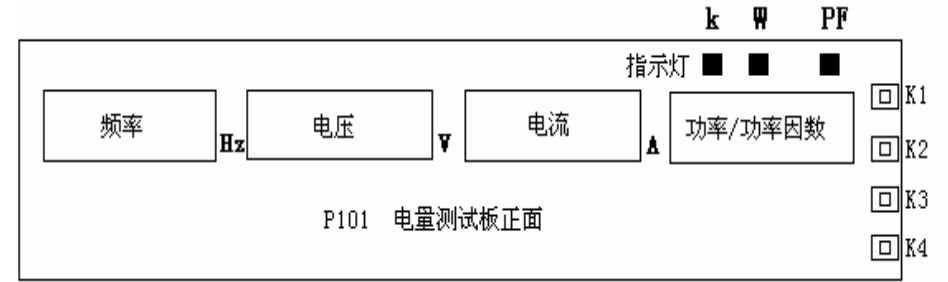 k W PF
指示灯
K1
频率 Hz 电压 V 电流 A 功率/功率因数
K2
K3
P101 电量测试板正面
K4